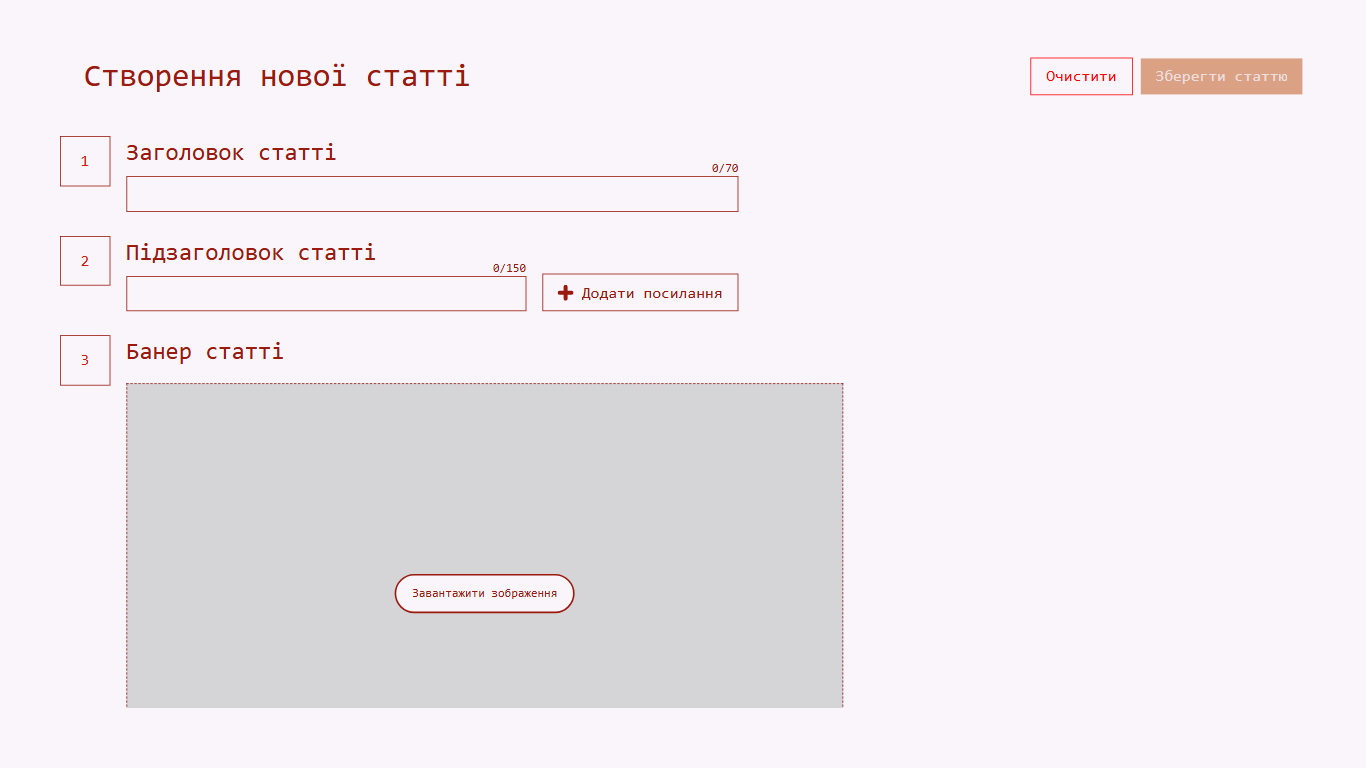 Створення нової статті
Очистити
Зберегти статтю
1
Заголовок статті
0/70
2
Підзаголовок статті
0/150
Додати посилання
3
Банер статті
Завантажити зображення